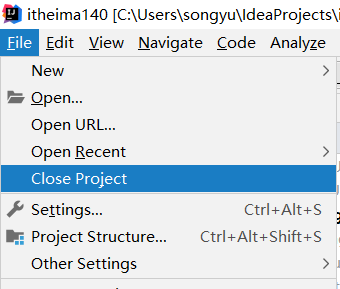 itheima140 [C:\Users\songyu\IdeaProjects\
File Edit View Navigate Code Analyze
New
Open...
Open URL...
Open Recent
Close Project
Settings... Ctrl+Alt+S
Project Structure... Ctrl+Alt+Shift+S
Other Settings